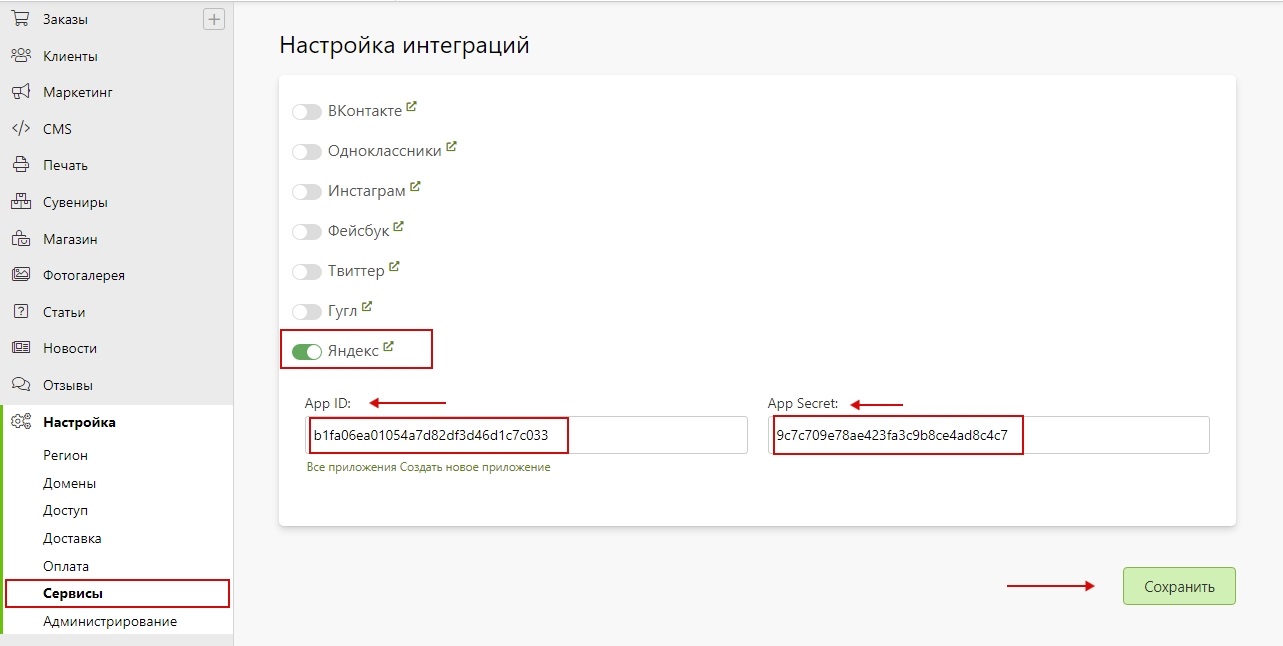 Заказы
Клиенты
Маркетинг
CMS
Печать
Сувениры
Магазин
Фотогалерея
Статьи
Новости
Отзывы
Настройка
Регион
Домены
Доступ
Доставка
Оплата
Сервисы
Администрирование
Настройка интеграций
ВКонтакте
Одноклассники
Инстаграм
Фейсбук
Твиттер
Гугл
Яндекс
App ID:
b1fa06ea01054a7d82df3d46d1c7c033
Все приложения Создать новое приложение
App Secret:
9c7c709e78ae423fa3c9b8ce4ad8c4c7
Сохранить